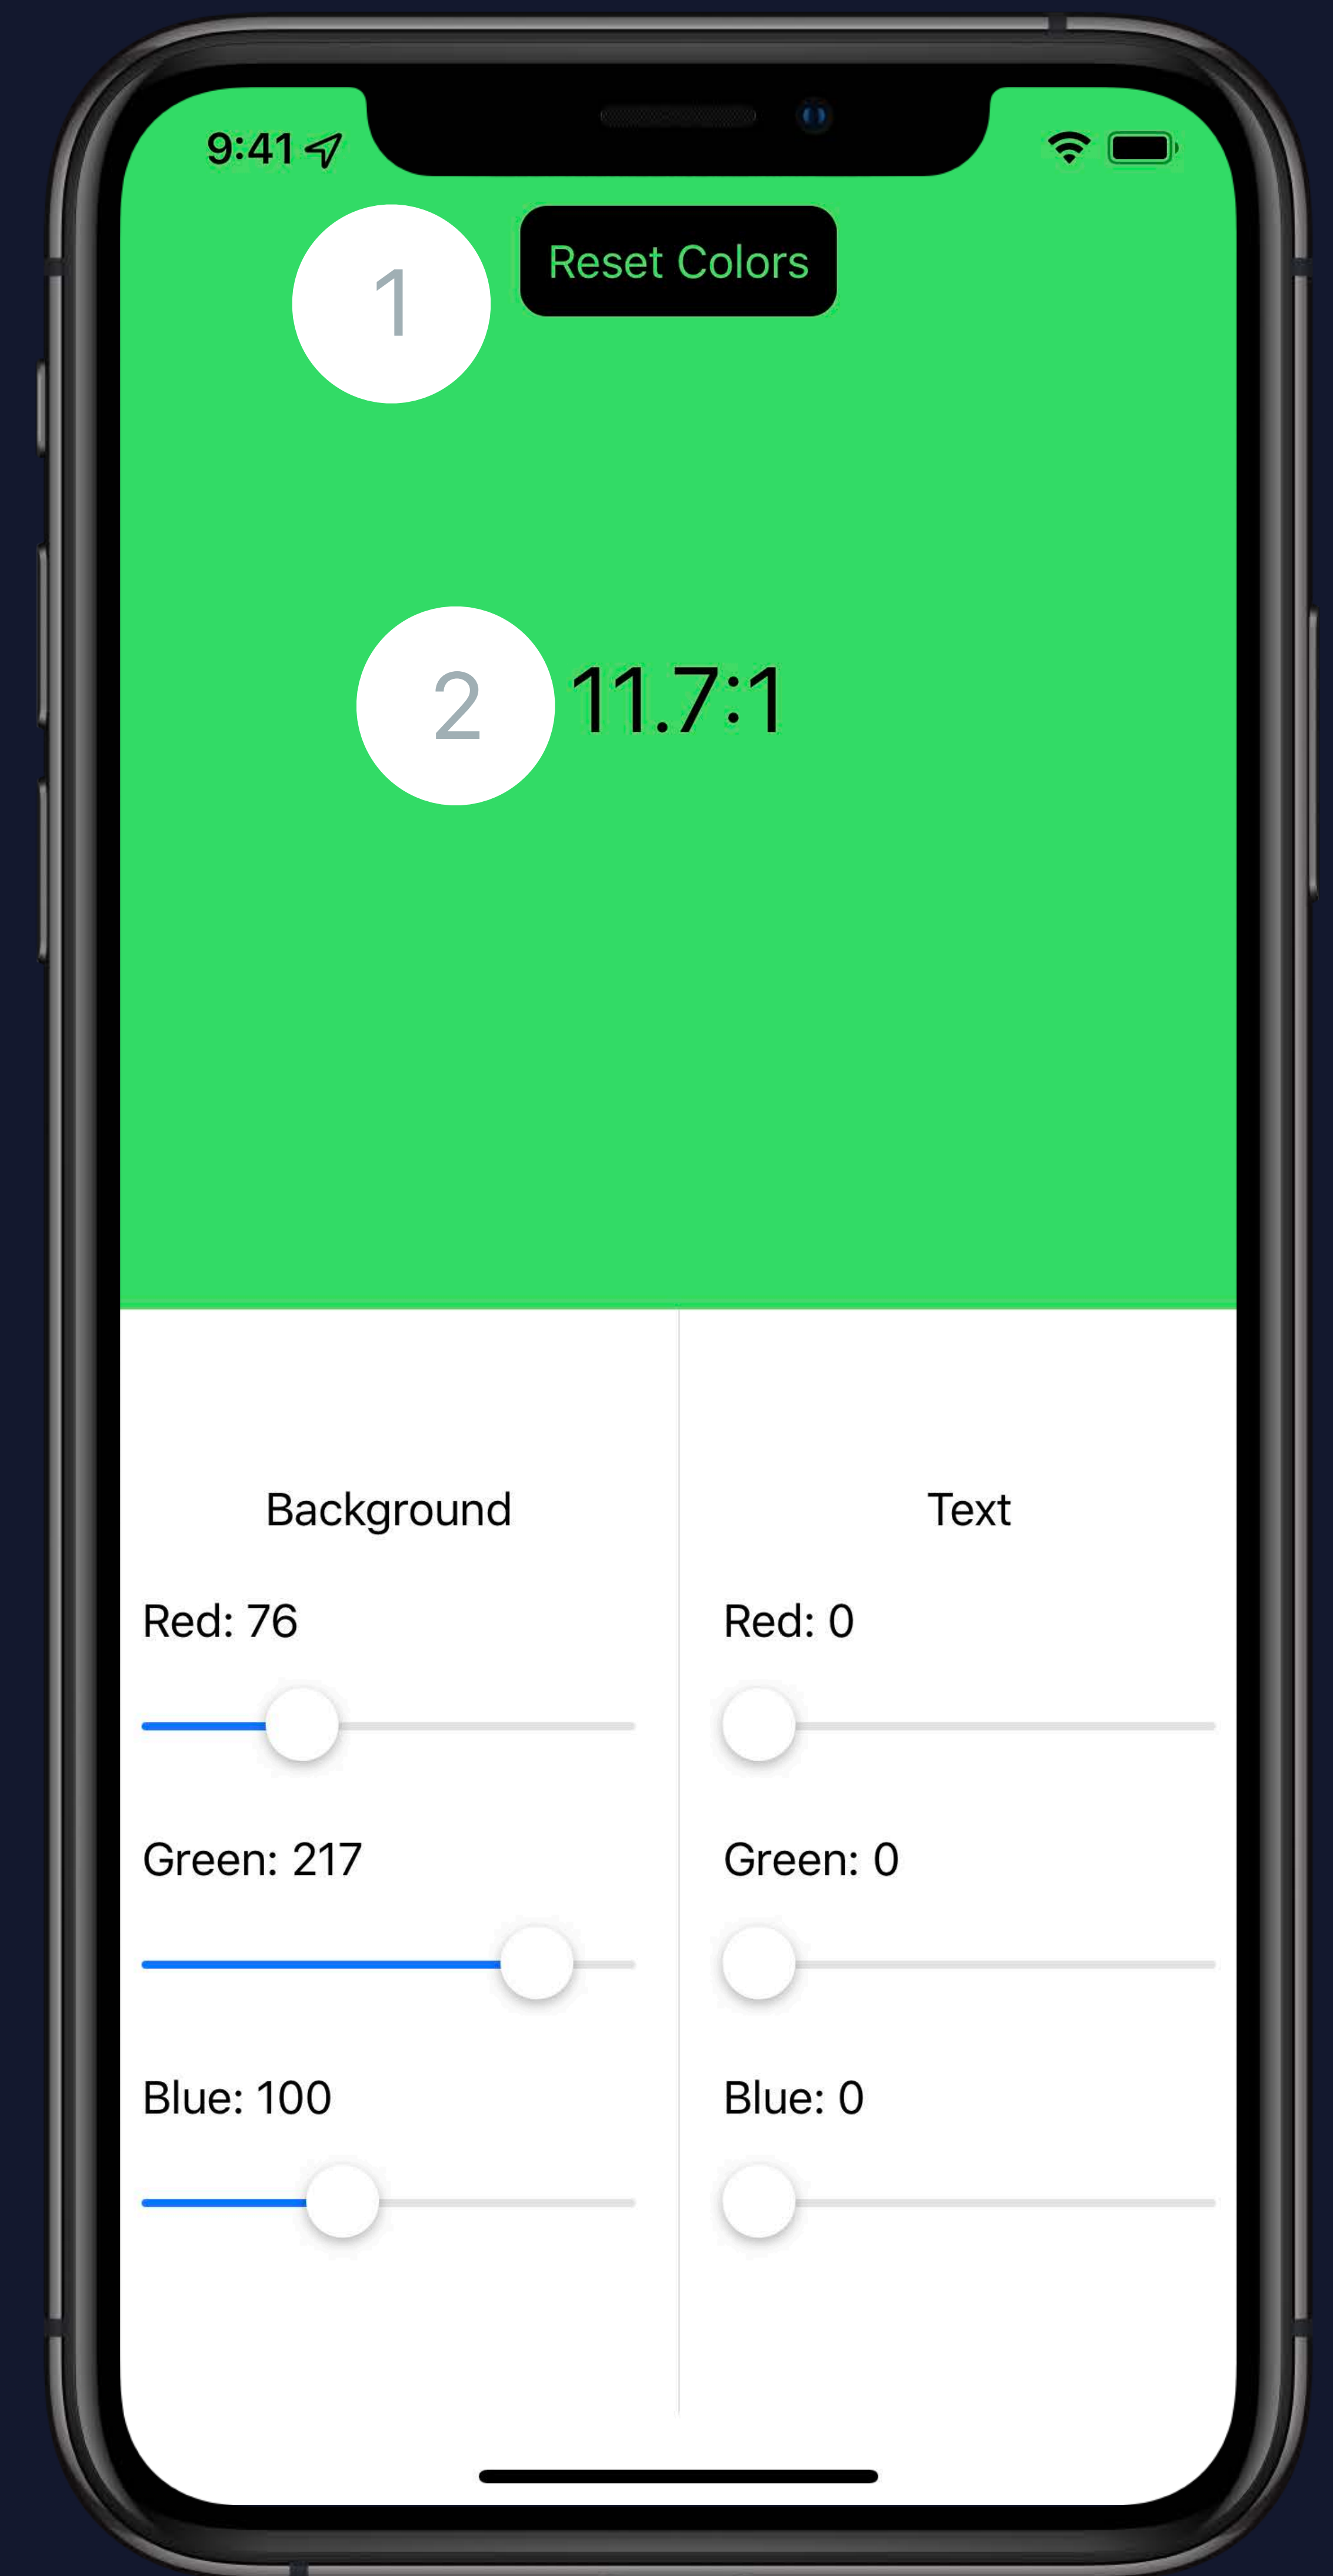 9:41
1
Reset Colors
2
11.7:1
Background
Red: 76
Green: 217
Blue: 100
Text
Red: 0
Green: 0
Blue: 0